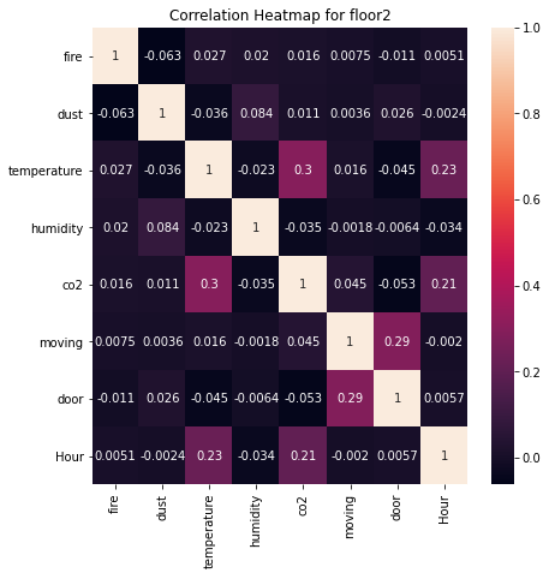 Correlation Heatmap for floor2
fire 1 -0.063 0.027 0.02 0.016 0.0075 -0.011 0.0051
dust -0.063 1 -0.036 0.084 0.011 0.0036 0.026 -0.0024
temperature 0.027 -0.036 1 -0.023 0.3 0.016 -0.045 0.23
humidity 0.02 0.084 -0.023 1 -0.035 -0.0018 -0.0064 -0.034
co2 0.016 0.011 0.3 -0.035 1 0.045 -0.053 0.21
moving 0.0075 0.0036 0.016 -0.0018 0.045 1 0.29 -0.002
door -0.011 0.026 -0.045 -0.0064 -0.053 0.29 1 0.0057
Hour 0.0051 -0.0024 0.23 -0.034 0.21 -0.002 0.0057 1
fire dust temperature humidity co2 moving door Hour
1.0
0.8
0.6
0.4
0.2
0.0